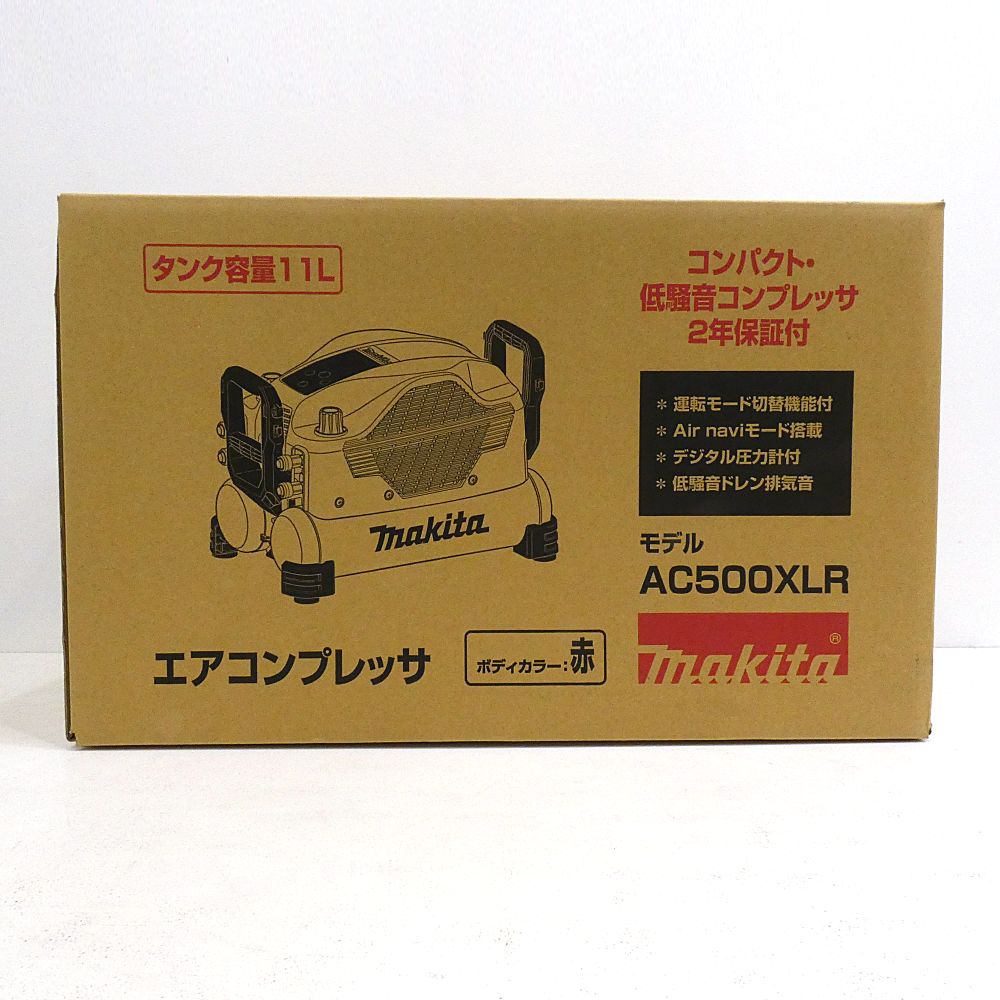 タンク容量11L
コンパクト・
低騒音コンプレッサ
2年保証付
makita
＊ 運転モード切替機能付
＊ Air naviモード搭載
＊ デジタル圧力計付
＊ 低騒音ドレン排気音
makita
モデル
AC500XLR
エアコンプレッサ
ボディカラー：赤
makita®